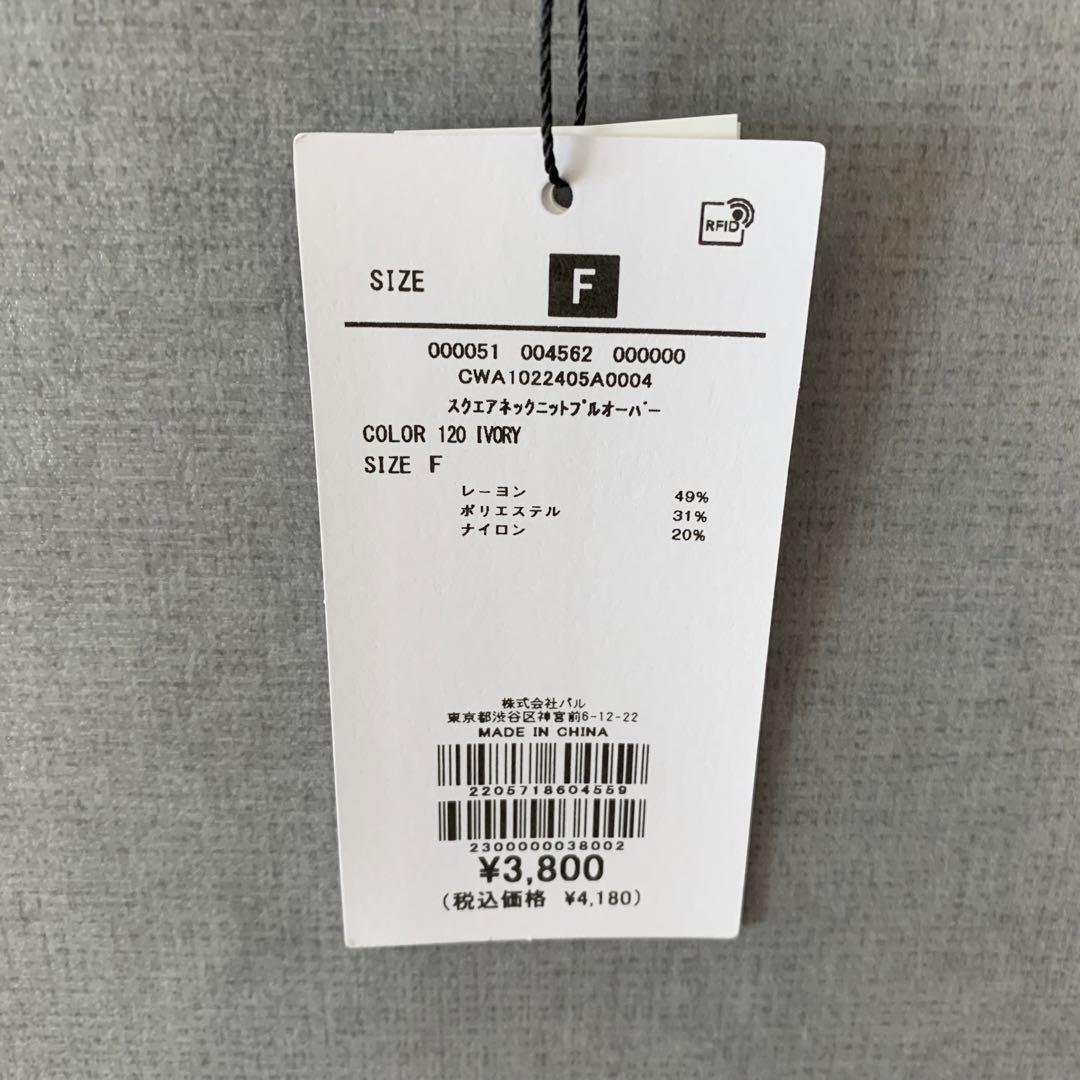 RFID
SIZE F
000051 004562 000000
CWA1022405A0004
スクエアネックニットプルオーバー
COLOR 120 IVORY
SIZE F
レーヨン 49%
ポリエステル 31%
ナイロン 20%
株式会社パル
東京都渋谷区神宮前6-12-22
MADE IN CHINA
2205718604559
2300000038002
¥3,800
(税込価格 ¥4,180)